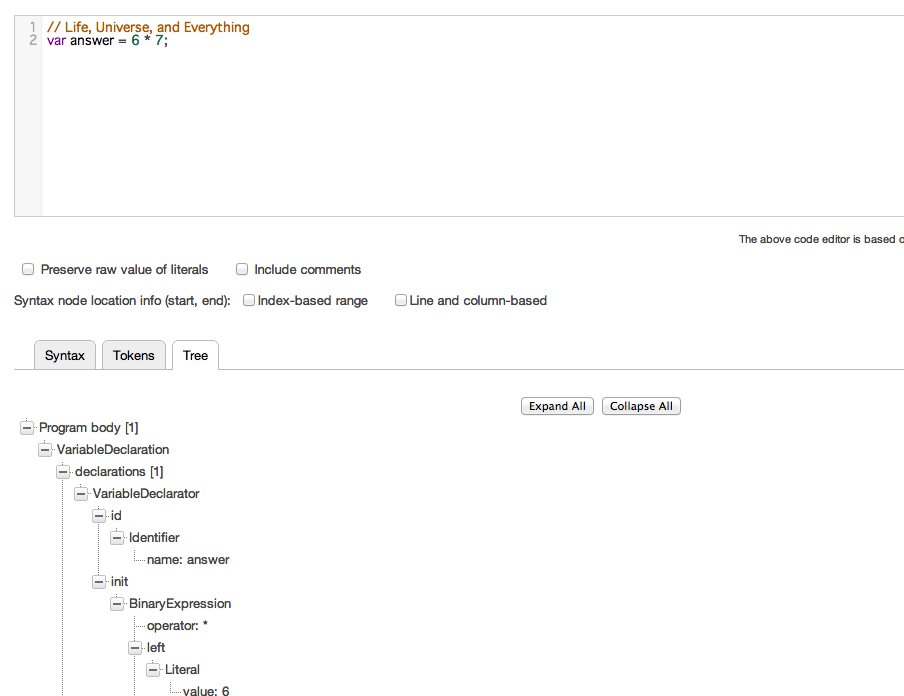 1 // Life, Universe, and Everything
2 var answer = 6 * 7;
The above code editor is based
Preserve raw value of literals Include comments
Syntax node location info (start, end): Index-based range Line and column-based
Syntax Tokens Tree
Expand All Collapse All
Program body [1]
VariableDeclaration
declarations [1]
VariableDeclarator
id
Identifier
name: answer
init
BinaryExpression
operator: *
left
Literal
value: 6